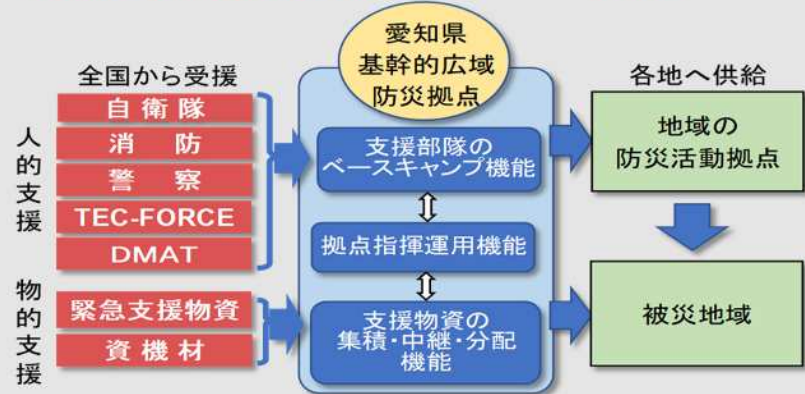 愛知県
基幹的広域
防災拠点
全国から受援
各地へ供給
人的支援
自衛隊
消　防
警　察
TEC-FORCE
DMAT
物的支援
緊急支援物資
資機材
支援部隊の
ベースキャンプ機能
拠点指揮運用機能
支援物資の
集積・中継・分配
機能
地域の
防災活動拠点
被災地域